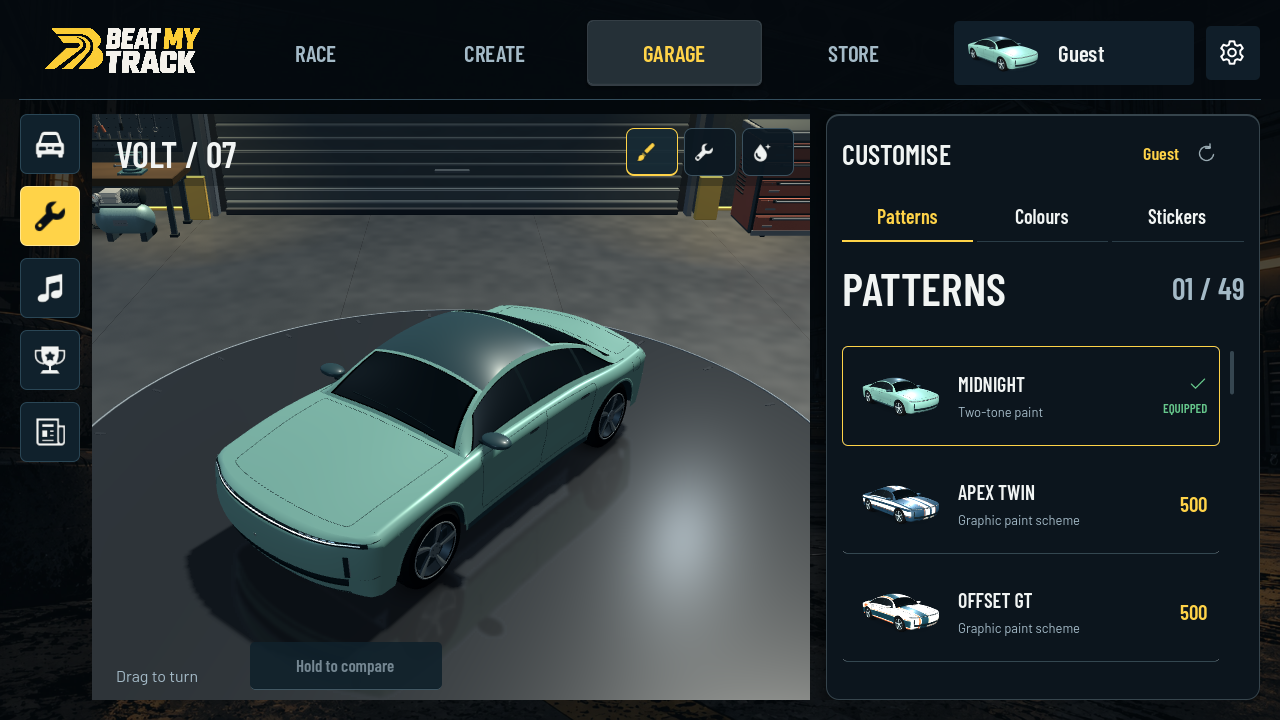 BEAT MY
TRACK
RACE
CREATE
GARAGE
STORE
Guest
VOLT / 07
Drag to turn
Hold to compare
CUSTOMISE
Guest
Patterns
Colours
Stickers
PATTERNS
01 / 49
MIDNIGHT
Two-tone paint
EQUIPPED
APEX TWIN
Graphic paint scheme
500
OFFSET GT
Graphic paint scheme
500